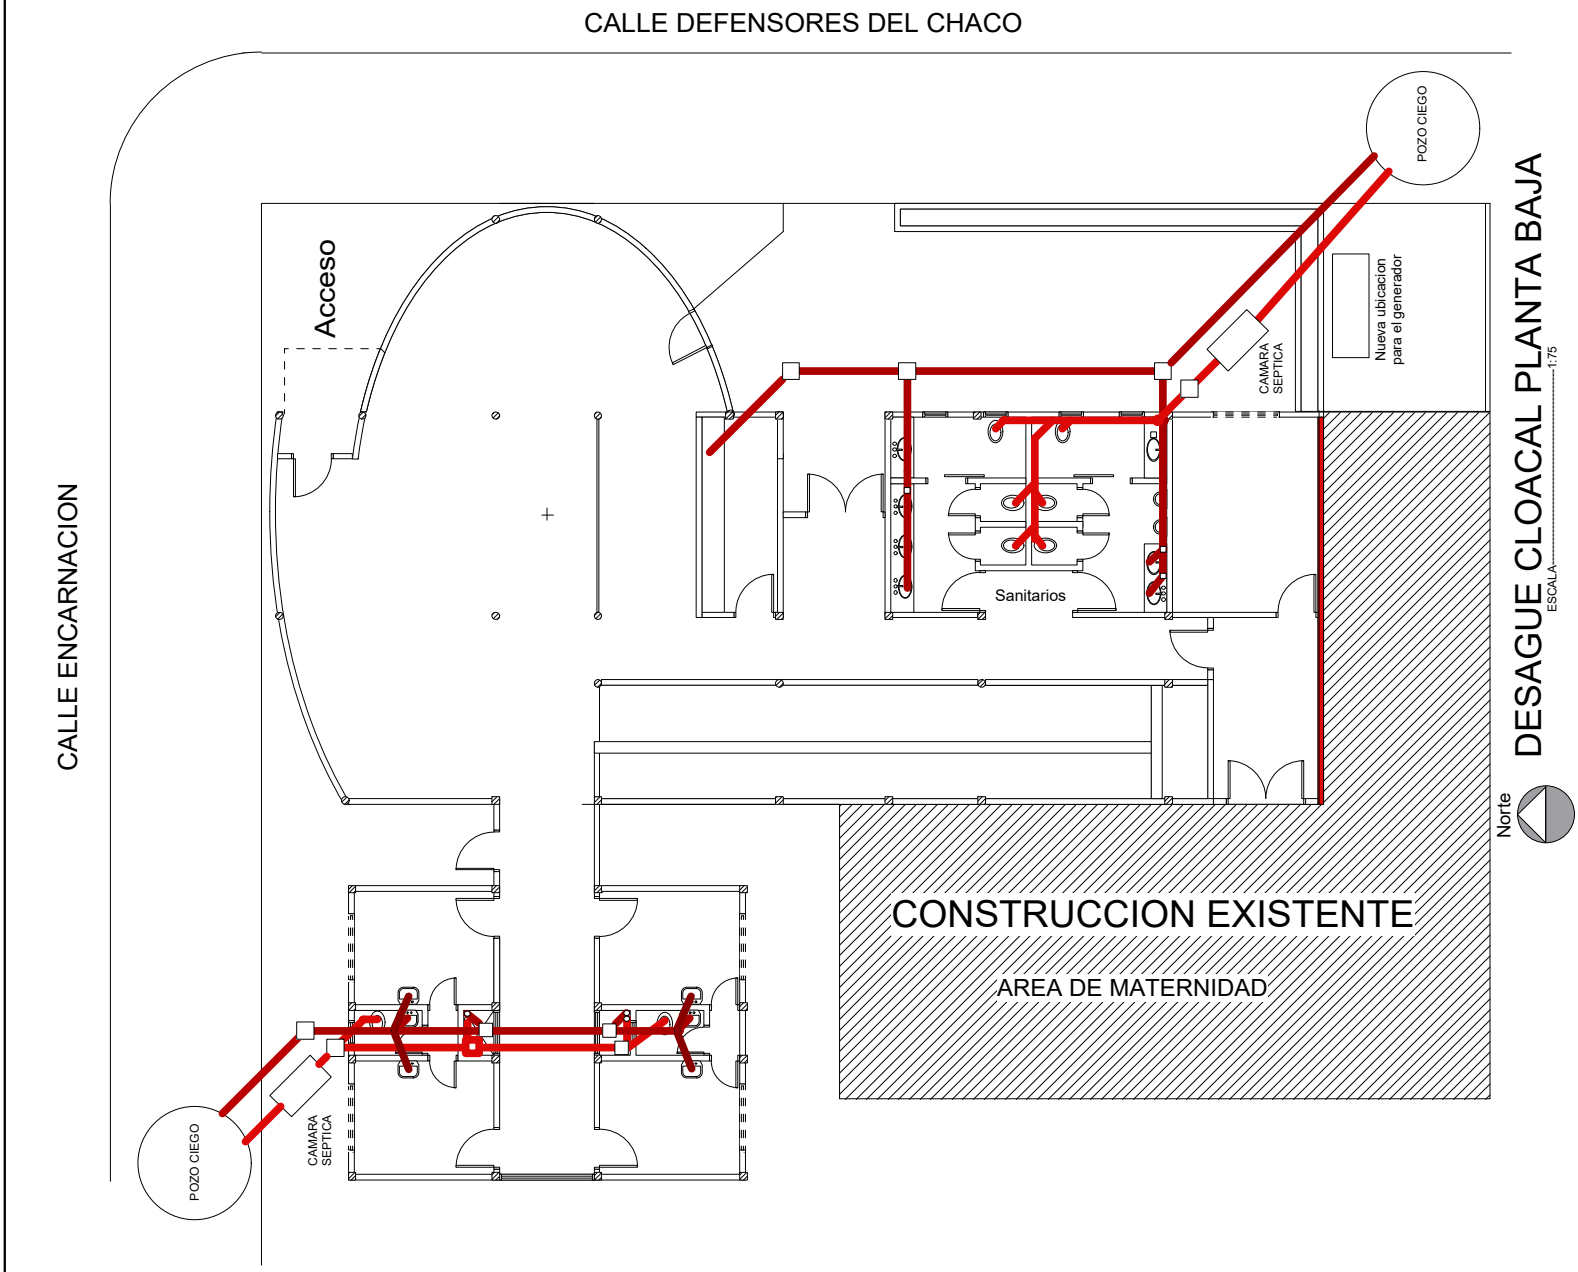 CALLE DEFENSORES DEL CHACO
POZO CIEGO
Acceso
Nueva ubicacion
para el generador
CAMARA
SEPTICA
DESAGUE CLOACAL PLANTA BAJA
ESCALA----------1:75
CALLE ENCARNACION
Sanitarios
Norte
CONSTRUCCION EXISTENTE
AREA DE MATERNIDAD
CAMARA
SEPTICA
POZO CIEGO